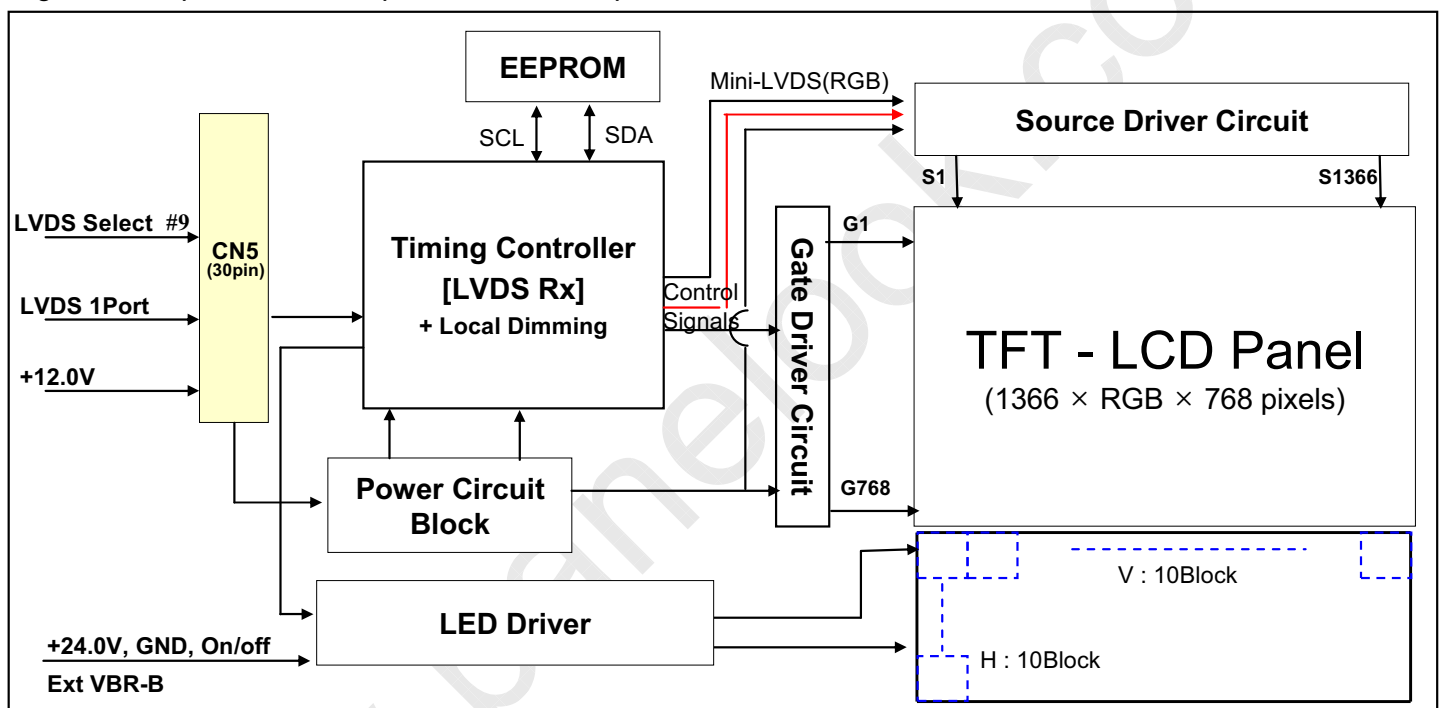 EEPROM
SCL
SDA
Mini-LVDS(RGB)
Source Driver Circuit
S1
S1366
LVDS Select #9
CN5
(30pin)
LVDS 1Port
+12.0V
Timing Controller
[LVDS Rx]
+ Local Dimming
Control
Signals
Gate Driver Circuit
G1
G768
TFT - LCD Panel
(1366 × RGB × 768 pixels)
Power Circuit
Block
LED Driver
+24.0V, GND, On/off
Ext VBR-B
V : 10Block
H : 10Block